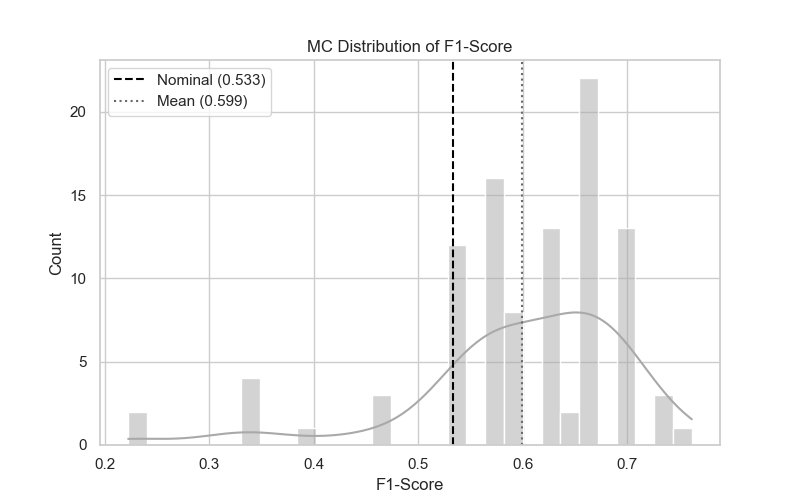 MC Distribution of F1-Score
Nominal (0.533)
Mean (0.599)
Count
20
15
10
5
0
0.2 0.3 0.4 0.5 0.6 0.7
F1-Score